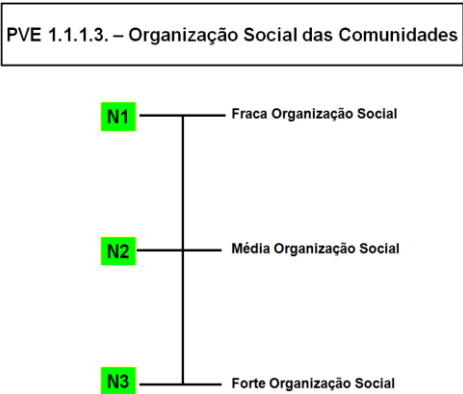 PVE 1.1.1.3. – Organização Social das Comunidades
N1 Fraca Organização Social
N2 Média Organização Social
N3 Forte Organização Social